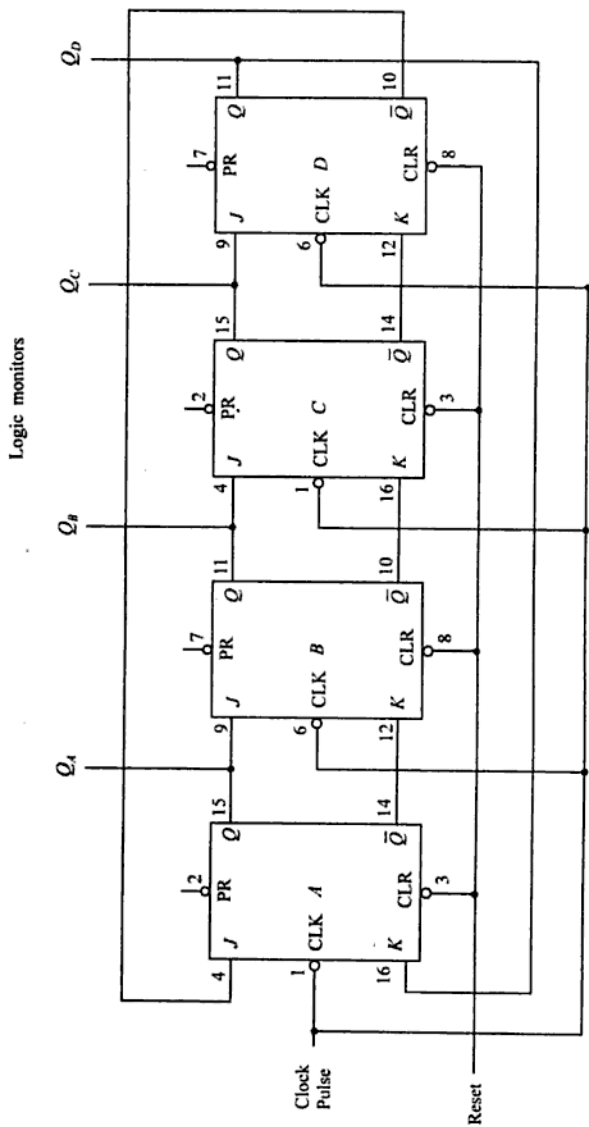 Logic monitors
Q_A Q_B Q_C Q_D
2 7 2 7
PR PR PR PR
4 J Q 15 9 J Q 11 4 J Q 15 9 J Q 11
1 CLK A 6 CLK B 1 CLK C 6 CLK D
Clock
Pulse
16 K Q̄ 14 12 K Q̄ 10 16 K Q̄ 14 12 K Q̄ 10
CLR CLR CLR CLR
3 8 3 8
Reset